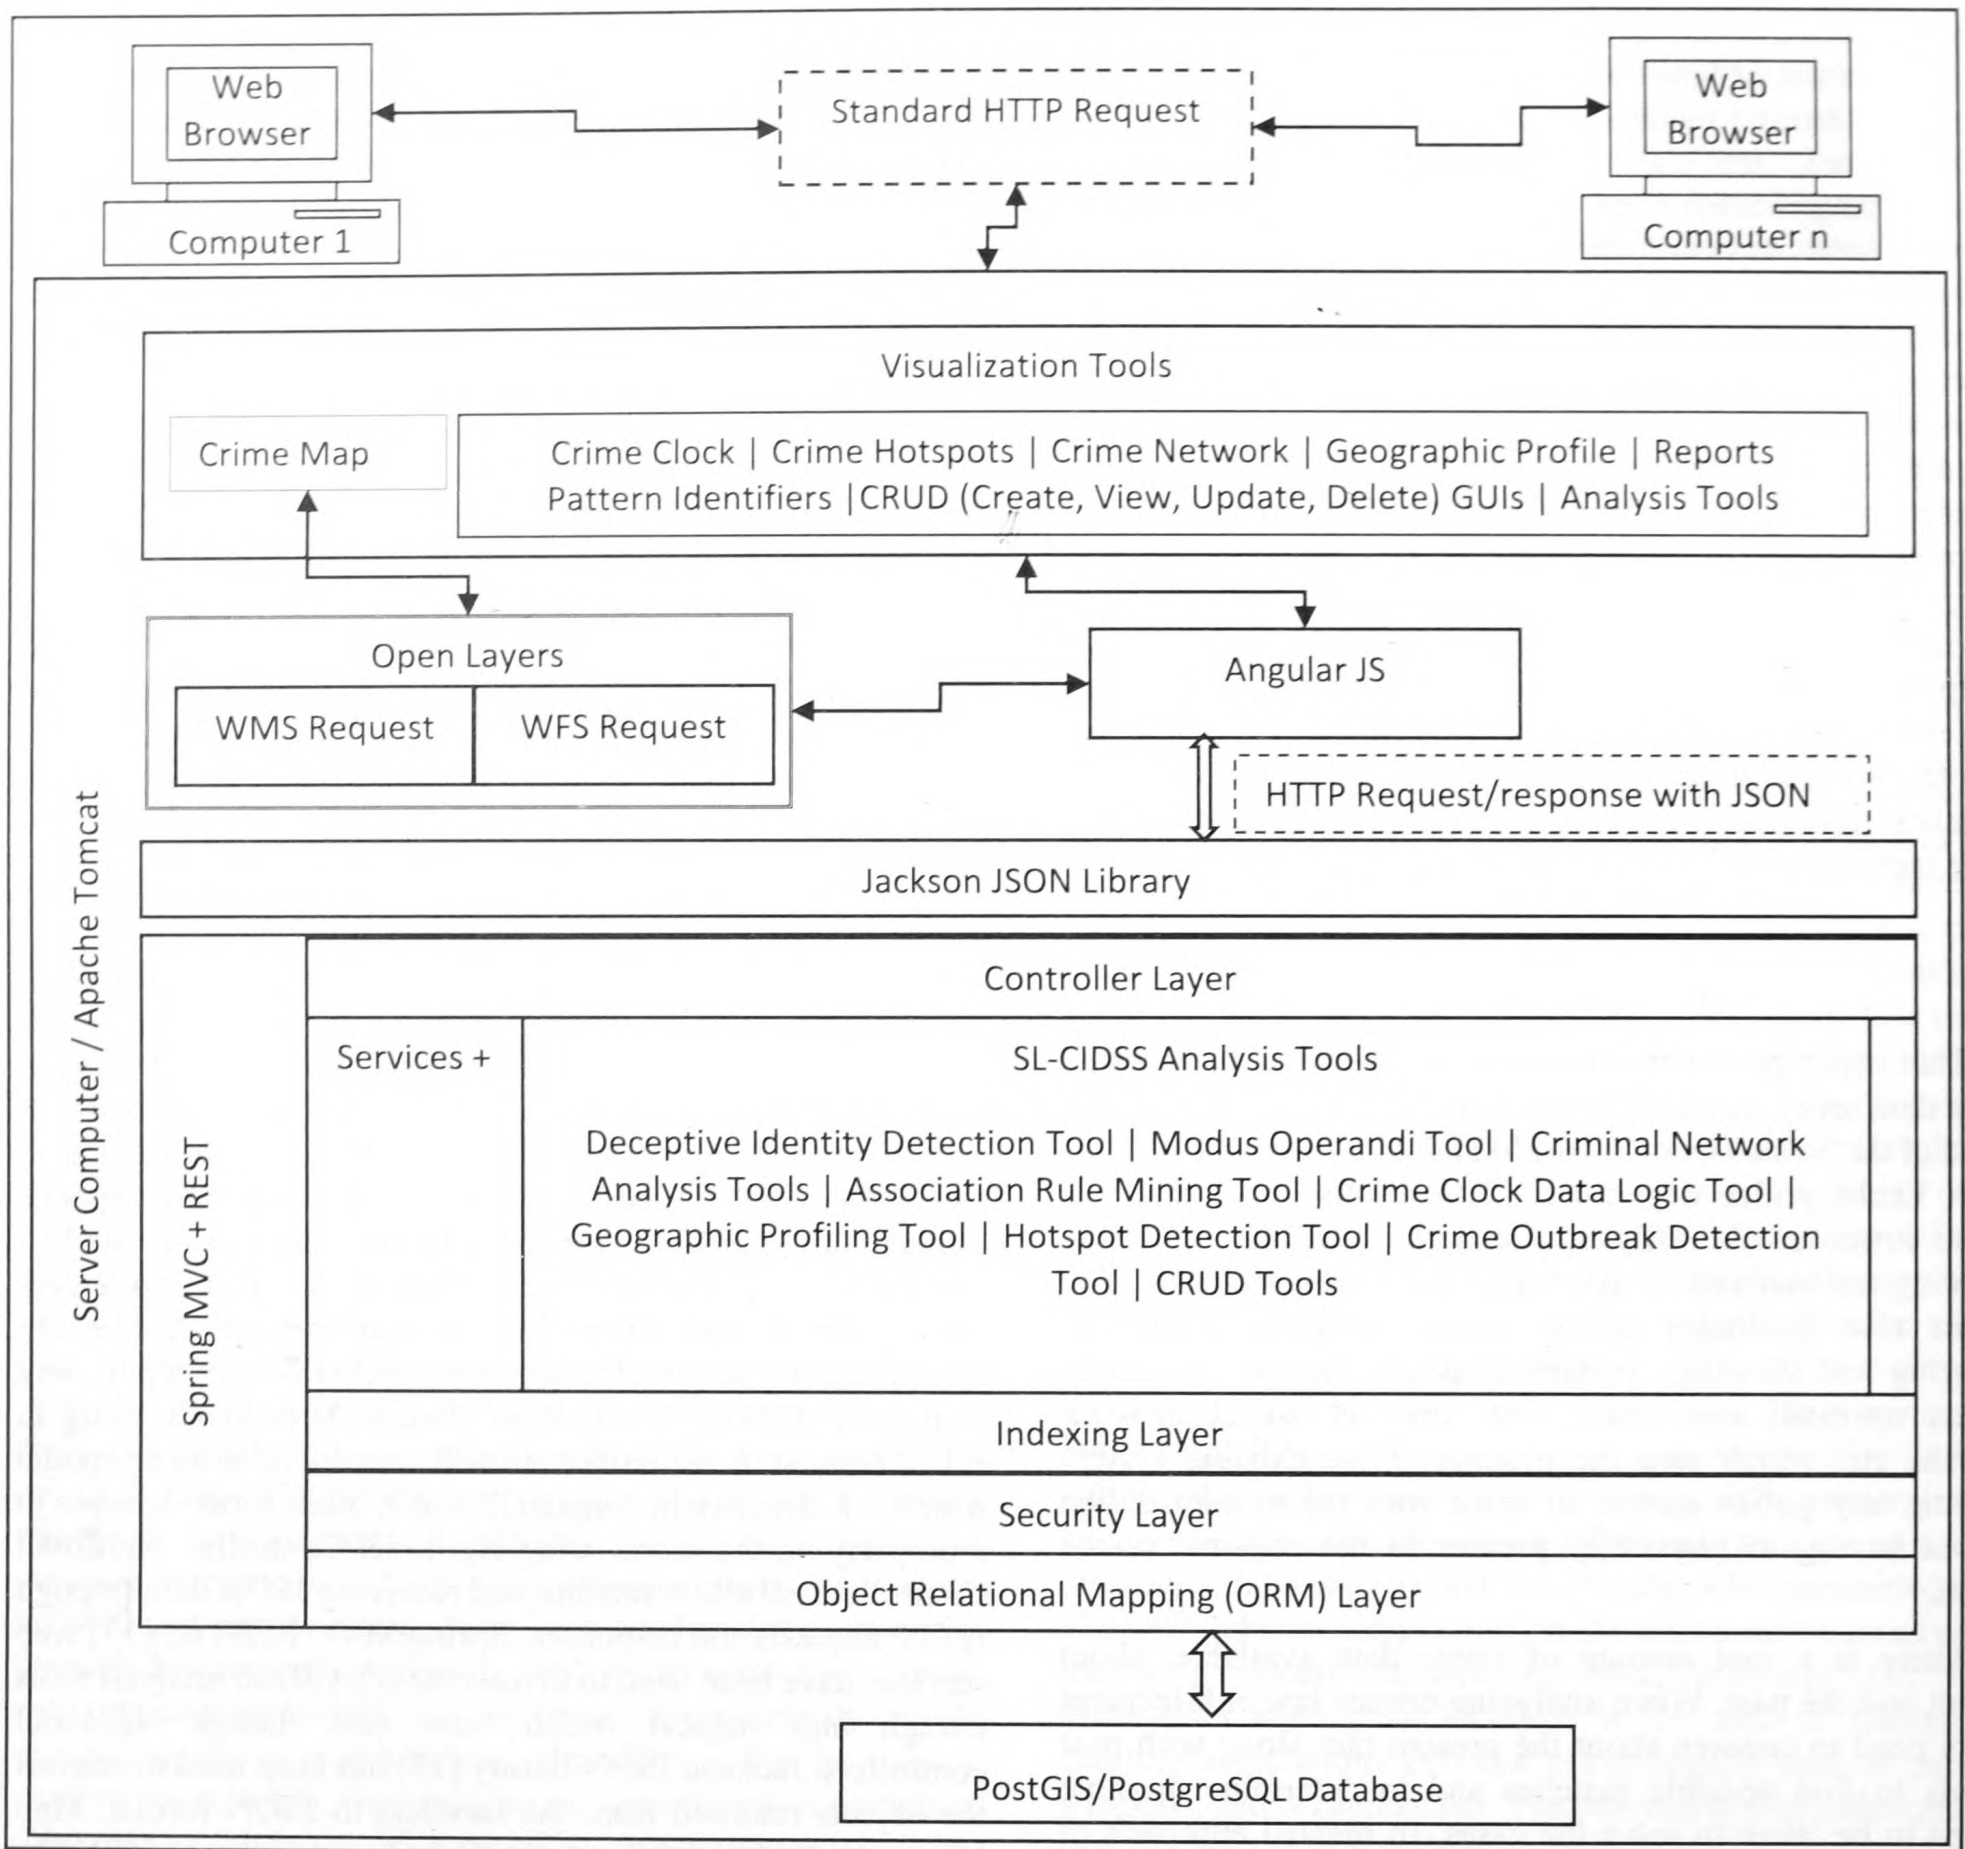 Web
Browser
Computer 1
Standard HTTP Request
Web
Browser
Computer n
Visualization Tools
Crime Map
Crime Clock | Crime Hotspots | Crime Network | Geographic Profile | Reports
Pattern Identifiers |CRUD (Create, View, Update, Delete) GUIs | Analysis Tools
Open Layers
WMS Request
WFS Request
Angular JS
HTTP Request/response with JSON
Jackson JSON Library
Server Computer / Apache Tomcat
Spring MVC + REST
Controller Layer
Services +
SL-CIDSS Analysis Tools
Deceptive Identity Detection Tool | Modus Operandi Tool | Criminal Network
Analysis Tools | Association Rule Mining Tool | Crime Clock Data Logic Tool |
Geographic Profiling Tool | Hotspot Detection Tool | Crime Outbreak Detection
Tool | CRUD Tools
Indexing Layer
Security Layer
Object Relational Mapping (ORM) Layer
PostGIS/PostgreSQL Database